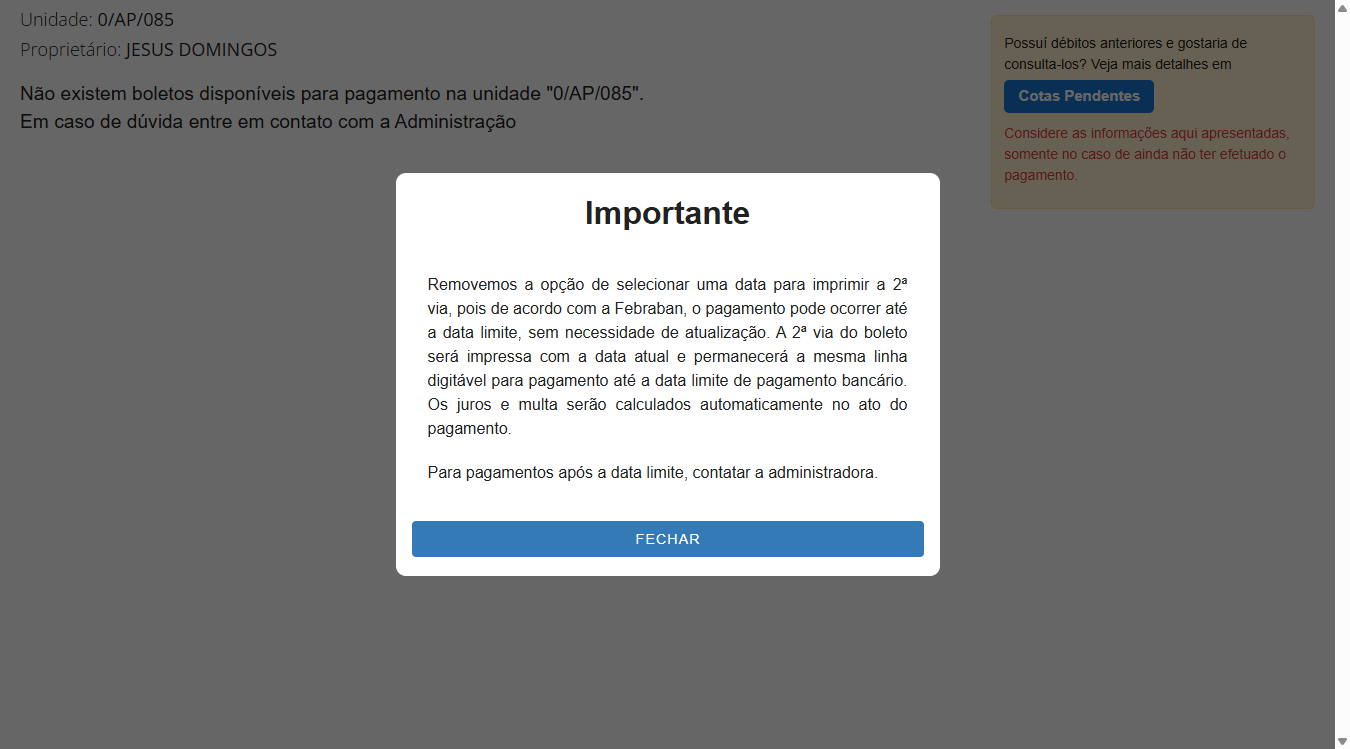 Unidade: 0/AP/085
Proprietário: JESUS DOMINGOS
Não existem boletos disponíveis para pagamento na unidade "0/AP/085".
Em caso de dúvida entre em contato com a Administração
Possuí débitos anteriores e gostaria de
consulta-los? Veja mais detalhes em
Cotas Pendentes
Considere as informações aqui apresentadas,
somente no caso de ainda não ter efetuado o
pagamento.
Importante
Removemos a opção de selecionar uma data para imprimir a 2ª
via, pois de acordo com a Febraban, o pagamento pode ocorrer até
a data limite, sem necessidade de atualização. A 2ª via do boleto
será impressa com a data atual e permanecerá a mesma linha
digitável para pagamento até a data limite de pagamento bancário.
Os juros e multa serão calculados automaticamente no ato do
pagamento.
Para pagamentos após a data limite, contatar a administradora.
FECHAR